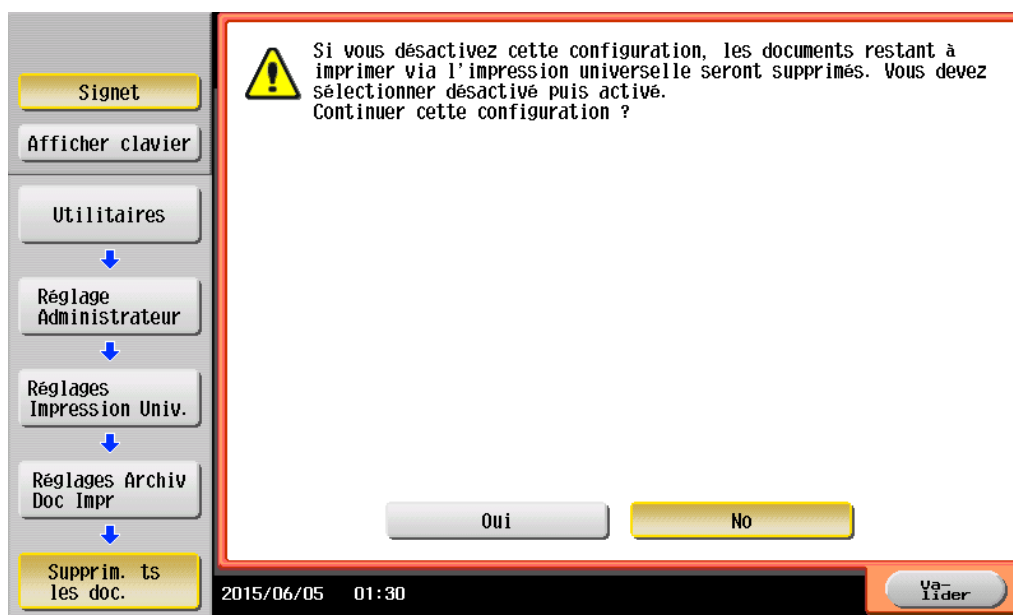 Signet
Afficher clavier
Utilitaires
Réglage
Administrateur
Réglages
Impression Univ.
Réglages Archiv
Doc Impr
Supprim. ts
les doc.
Si vous désactivez cette configuration, les documents restant à
imprimer via l'impression universelle seront supprimés. Vous devez
sélectionner désactivé puis activé.
Continuer cette configuration ?
Oui
No
2015/06/05 01:30
Va-
lider